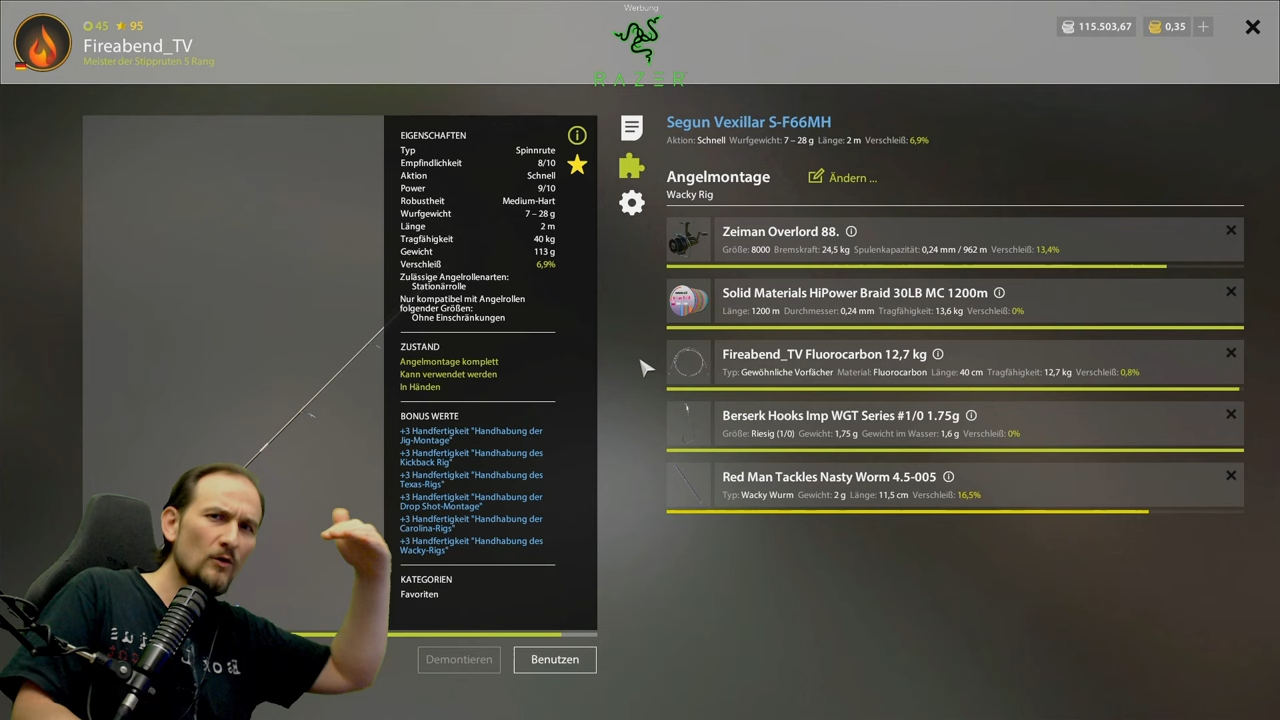 Werbung
45 95
Fireabend_TV
Meister der Stippruten 5 Rang
RAZER
115.503,67
0,35
EIGENSCHAFTEN
Typ Spinnrute
Empfindlichkeit 8/10
Aktion Schnell
Power 9/10
Robustheit Medium-Hart
Wurfgewicht 7 – 28 g
Länge 2 m
Tragfähigkeit 40 kg
Gewicht 113 g
Verschleiß 6,9%
Zulässige Angelrollenarten:
Stationärrolle
Nur kompatibel mit Angelrollen
folgender Größen:
Ohne Einschränkungen
ZUSTAND
Angelmontage komplett
Kann verwendet werden
In Händen
BONUS WERTE
+3 Handfertigkeit "Handhabung der
Jig-Montage"
+3 Handfertigkeit "Handhabung des
Kickback Rig"
+3 Handfertigkeit "Handhabung des
Texas-Rigs"
+3 Handfertigkeit "Handhabung der
Drop Shot-Montage"
+3 Handfertigkeit "Handhabung der
Carolina-Rigs"
+3 Handfertigkeit "Handhabung des
Wacky-Rigs"
KATEGORIEN
Favoriten
Demontieren
Benutzen
Segun Vexillar S-F66MH
Aktion: Schnell Wurfgewicht: 7 – 28 g Länge: 2 m Verschleiß: 6,9%
Angelmontage
Ändern ...
Wacky Rig
Zeiman Overlord 88.
Größe: 8000 Bremskraft: 24,5 kg Spulenkapazität: 0,24 mm / 962 m Verschleiß: 13,4%
Solid Materials HiPower Braid 30LB MC 1200m
Länge: 1200 m Durchmesser: 0,24 mm Tragfähigkeit: 13,6 kg Verschleiß: 0%
Fireabend_TV Fluorocarbon 12,7 kg
Typ: Gewöhnliche Vorfächer Material: Fluorocarbon Länge: 40 cm Tragfähigkeit: 12,7 kg Verschleiß: 0,8%
Berserk Hooks Imp WGT Series #1/0 1.75g
Größe: Riesig (1/0) Gewicht: 1,75 g Gewicht im Wasser: 1,6 g Verschleiß: 0%
Red Man Tackles Nasty Worm 4.5-005
Typ: Wacky Wurm Gewicht: 2 g Länge: 11,5 cm Verschleiß: 16,5%